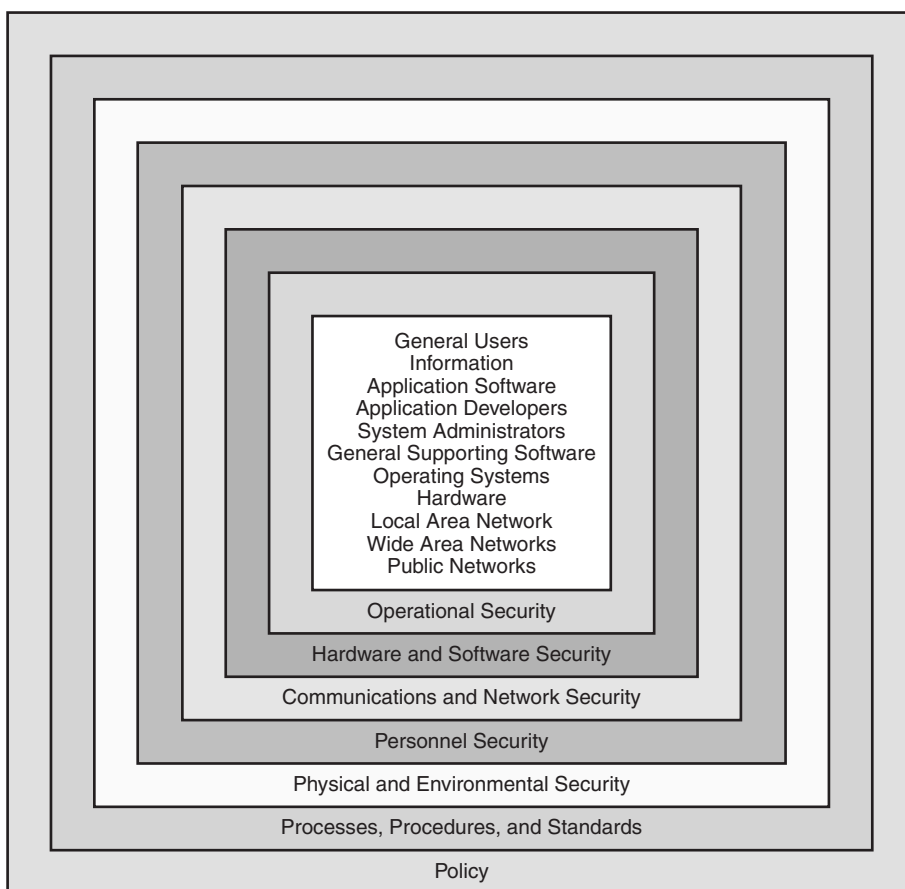 General Users
Information
Application Software
Application Developers
System Administrators
General Supporting Software
Operating Systems
Hardware
Local Area Network
Wide Area Networks
Public Networks
Operational Security
Hardware and Software Security
Communications and Network Security
Personnel Security
Physical and Environmental Security
Processes, Procedures, and Standards
Policy